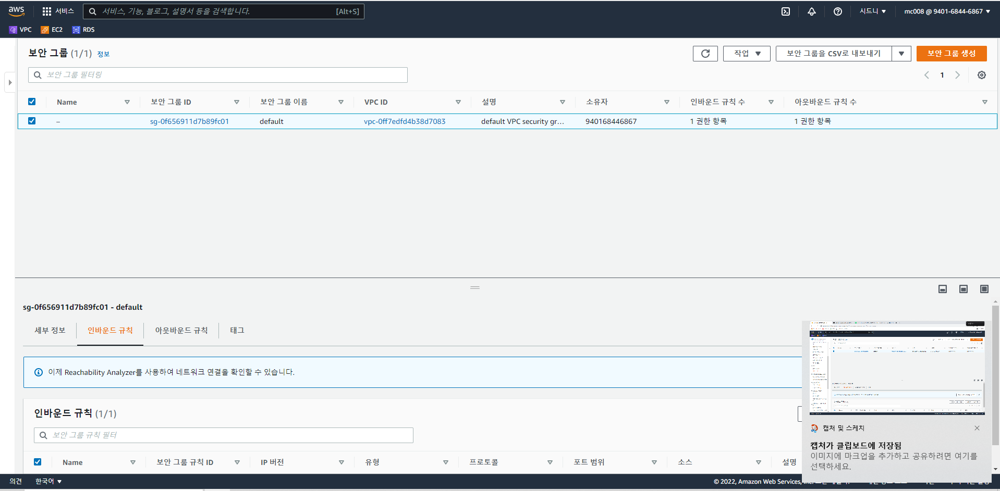 aws
서비스
서비스, 기능, 블로그, 설명서 등을 검색합니다.
[Alt+S]
시드니
mc008 @ 9401-6844-6867
VPC
EC2
RDS
보안 그룹 (1/1) 정보
작업
보안 그룹을 CSV로 내보내기
보안 그룹 생성
보안 그룹 필터링
1
Name 보안 그룹 ID 보안 그룹 이름 VPC ID 설명 소유자 인바운드 규칙 수 아웃바운드 규칙 수
– sg-0f656911d7b89fc01 default vpc-0ff7edfd4b38d7083 default VPC security gr... 940168446867 1 권한 항목 1 권한 항목
sg-0f656911d7b89fc01 - default
세부 정보 인바운드 규칙 아웃바운드 규칙 태그
이제 Reachability Analyzer를 사용하여 네트워크 연결을 확인할 수 있습니다.
인바운드 규칙 (1/1)
보안 그룹 규칙 필터
Name 보안 그룹 규칙 ID IP 버전 유형 프로토콜 포트 범위 소스 설명
캡처 및 스케치
캡처가 클립보드에 저장됨
이미지에 마크업을 추가하고 공유하려면 여기를
선택하세요.
의견 한국어
© 2022, Amazon Web Services, Inc.